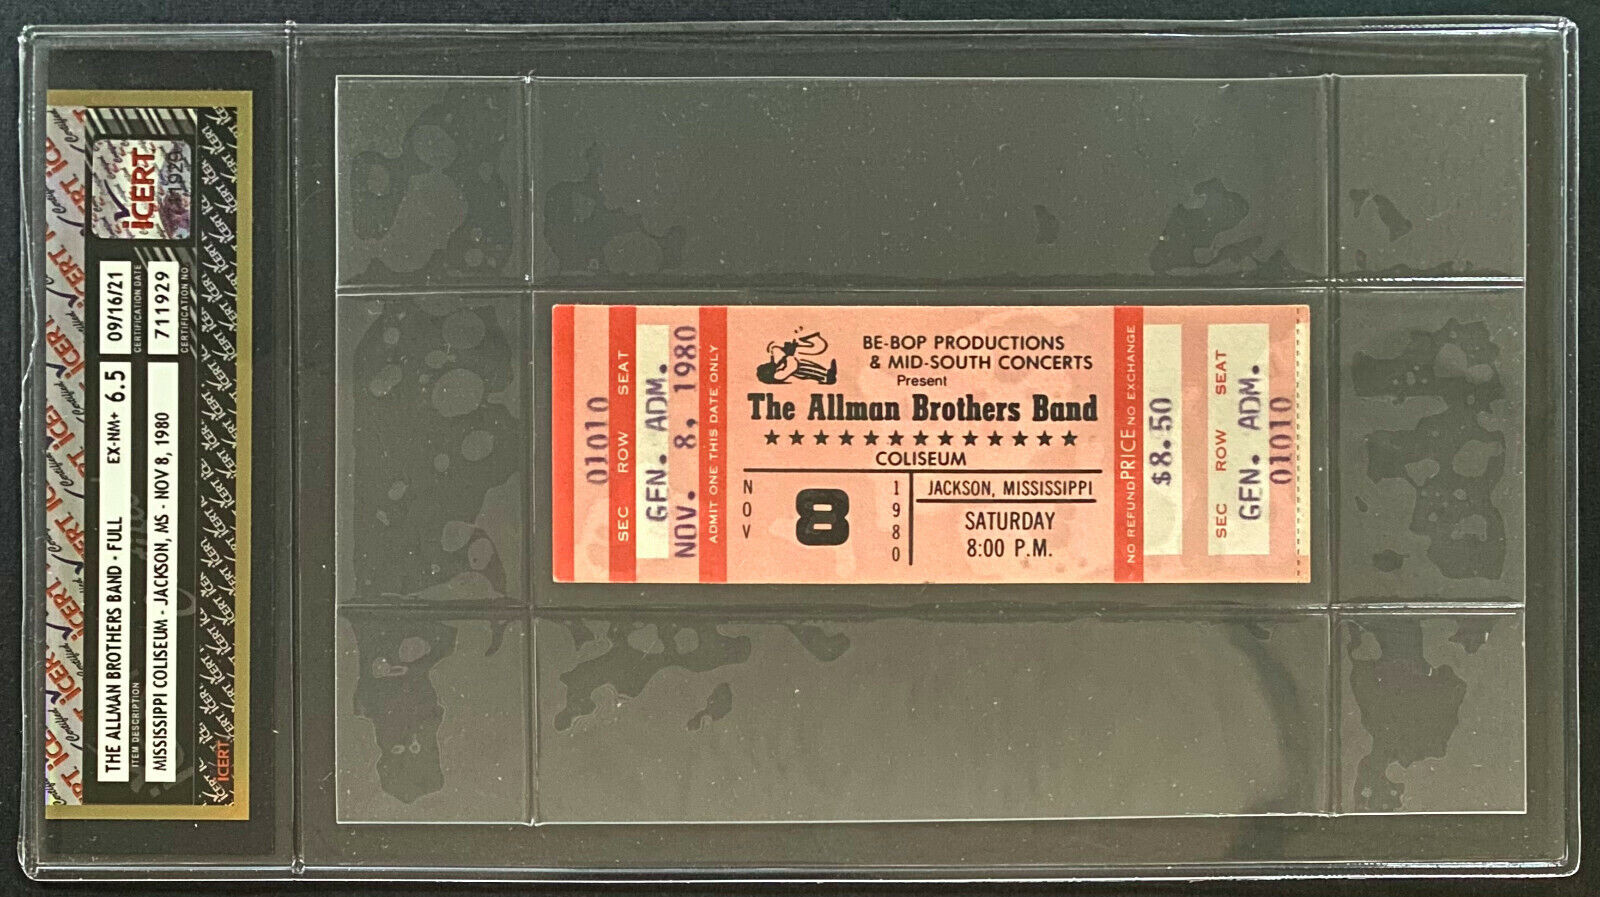 THE ALLMAN BROTHERS BAND - FULL
EX-NM+ 6.5
09/16/21
ITEM DESCRIPTION
CERTIFICATION DATE
MISSISSIPPI COLISEUM - JACKSON, MS - NOV 8, 1980
711929
CERTIFICATION NO.
iCERT
711929
iCERT
01010
SEC ROW SEAT
GEN. ADM.
NOV. 8, 1980
ADMIT ONE THIS DATE ONLY
BE-BOP PRODUCTIONS
& MID-SOUTH CONCERTS
Present
The Allman Brothers Band
★★★★★★★★★★★★★
COLISEUM
NOV
8
1980
JACKSON, MISSISSIPPI
SATURDAY
8:00 P.M.
NO REFUND PRICE NO EXCHANGE
$8.50
SEC ROW SEAT
GEN. ADM.
01010